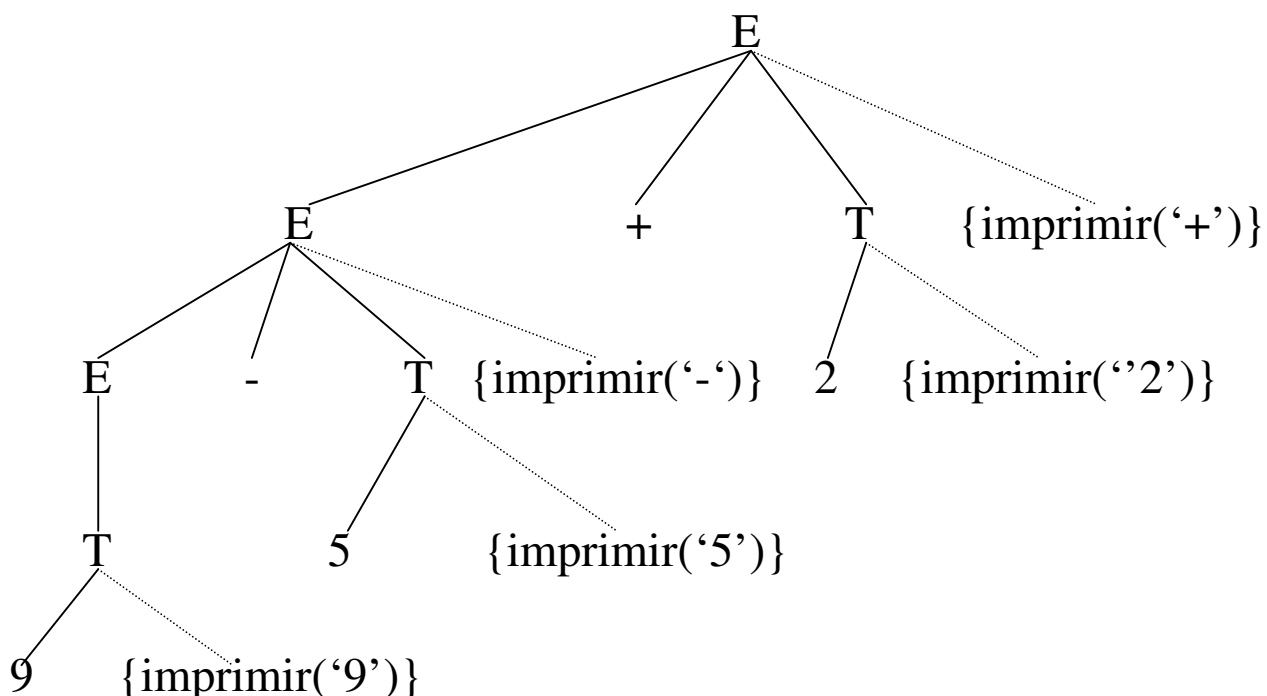 E
E + T {imprimir(‘+’)}
E - T {imprimir(‘-‘)} 2 {imprimir(‘’2’)}
T 5 {imprimir(‘5’)}
9 {imprimir(‘9’)}